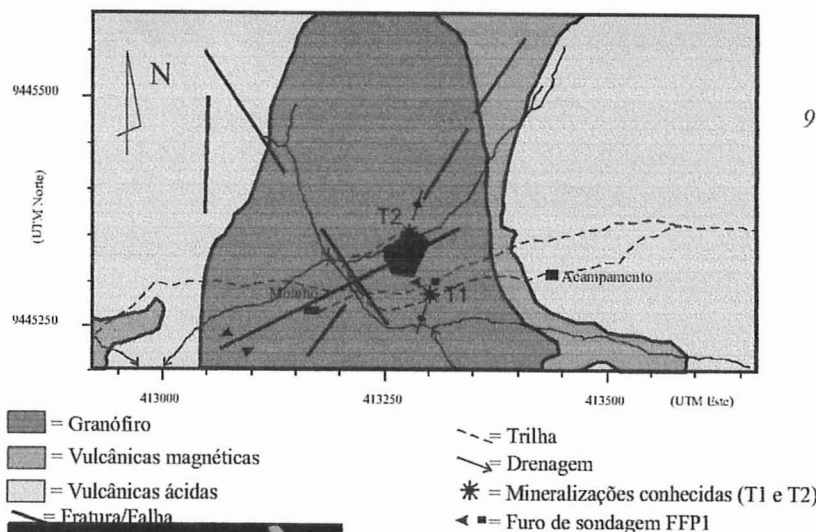 N
9445500
9
(UTM Norte)
T2
Acampamento
T1
9445250
413000
413250
413500
(UTM Este)
= Granófiro
= Vulcânicas magnéticas
= Vulcânicas ácidas
= Fratura/Falha
= Trilha
= Drenagem
= Mineralizações conhecidas (T1 e T2)
= Furo de sondagem FFP1